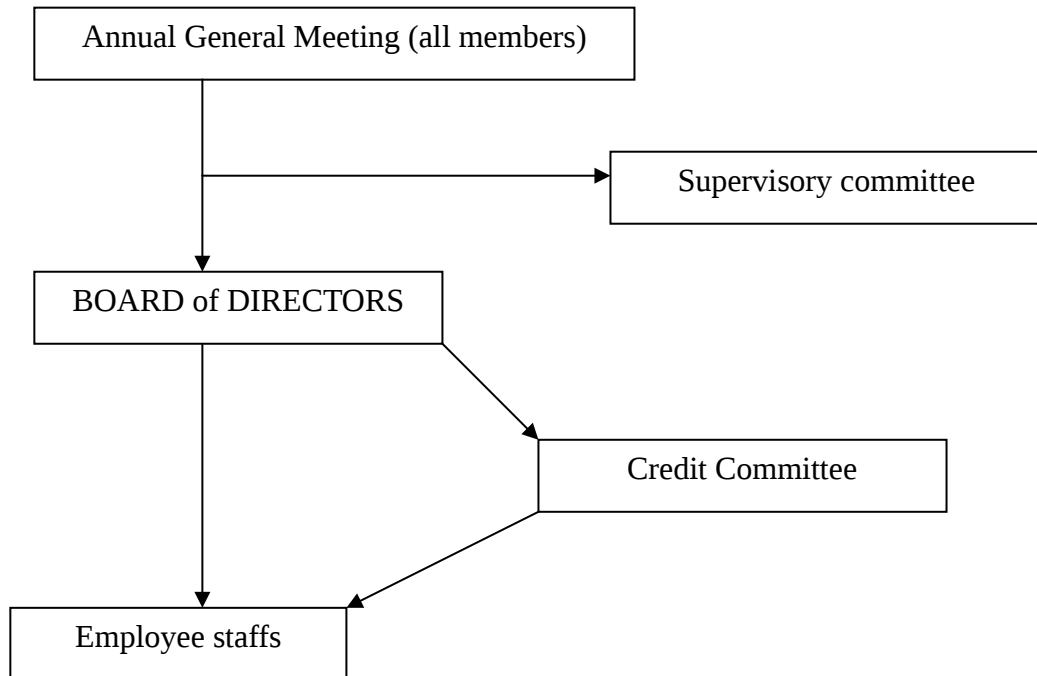 Annual General Meeting (all members)
Supervisory committee
BOARD of DIRECTORS
Credit Committee
Employee staffs